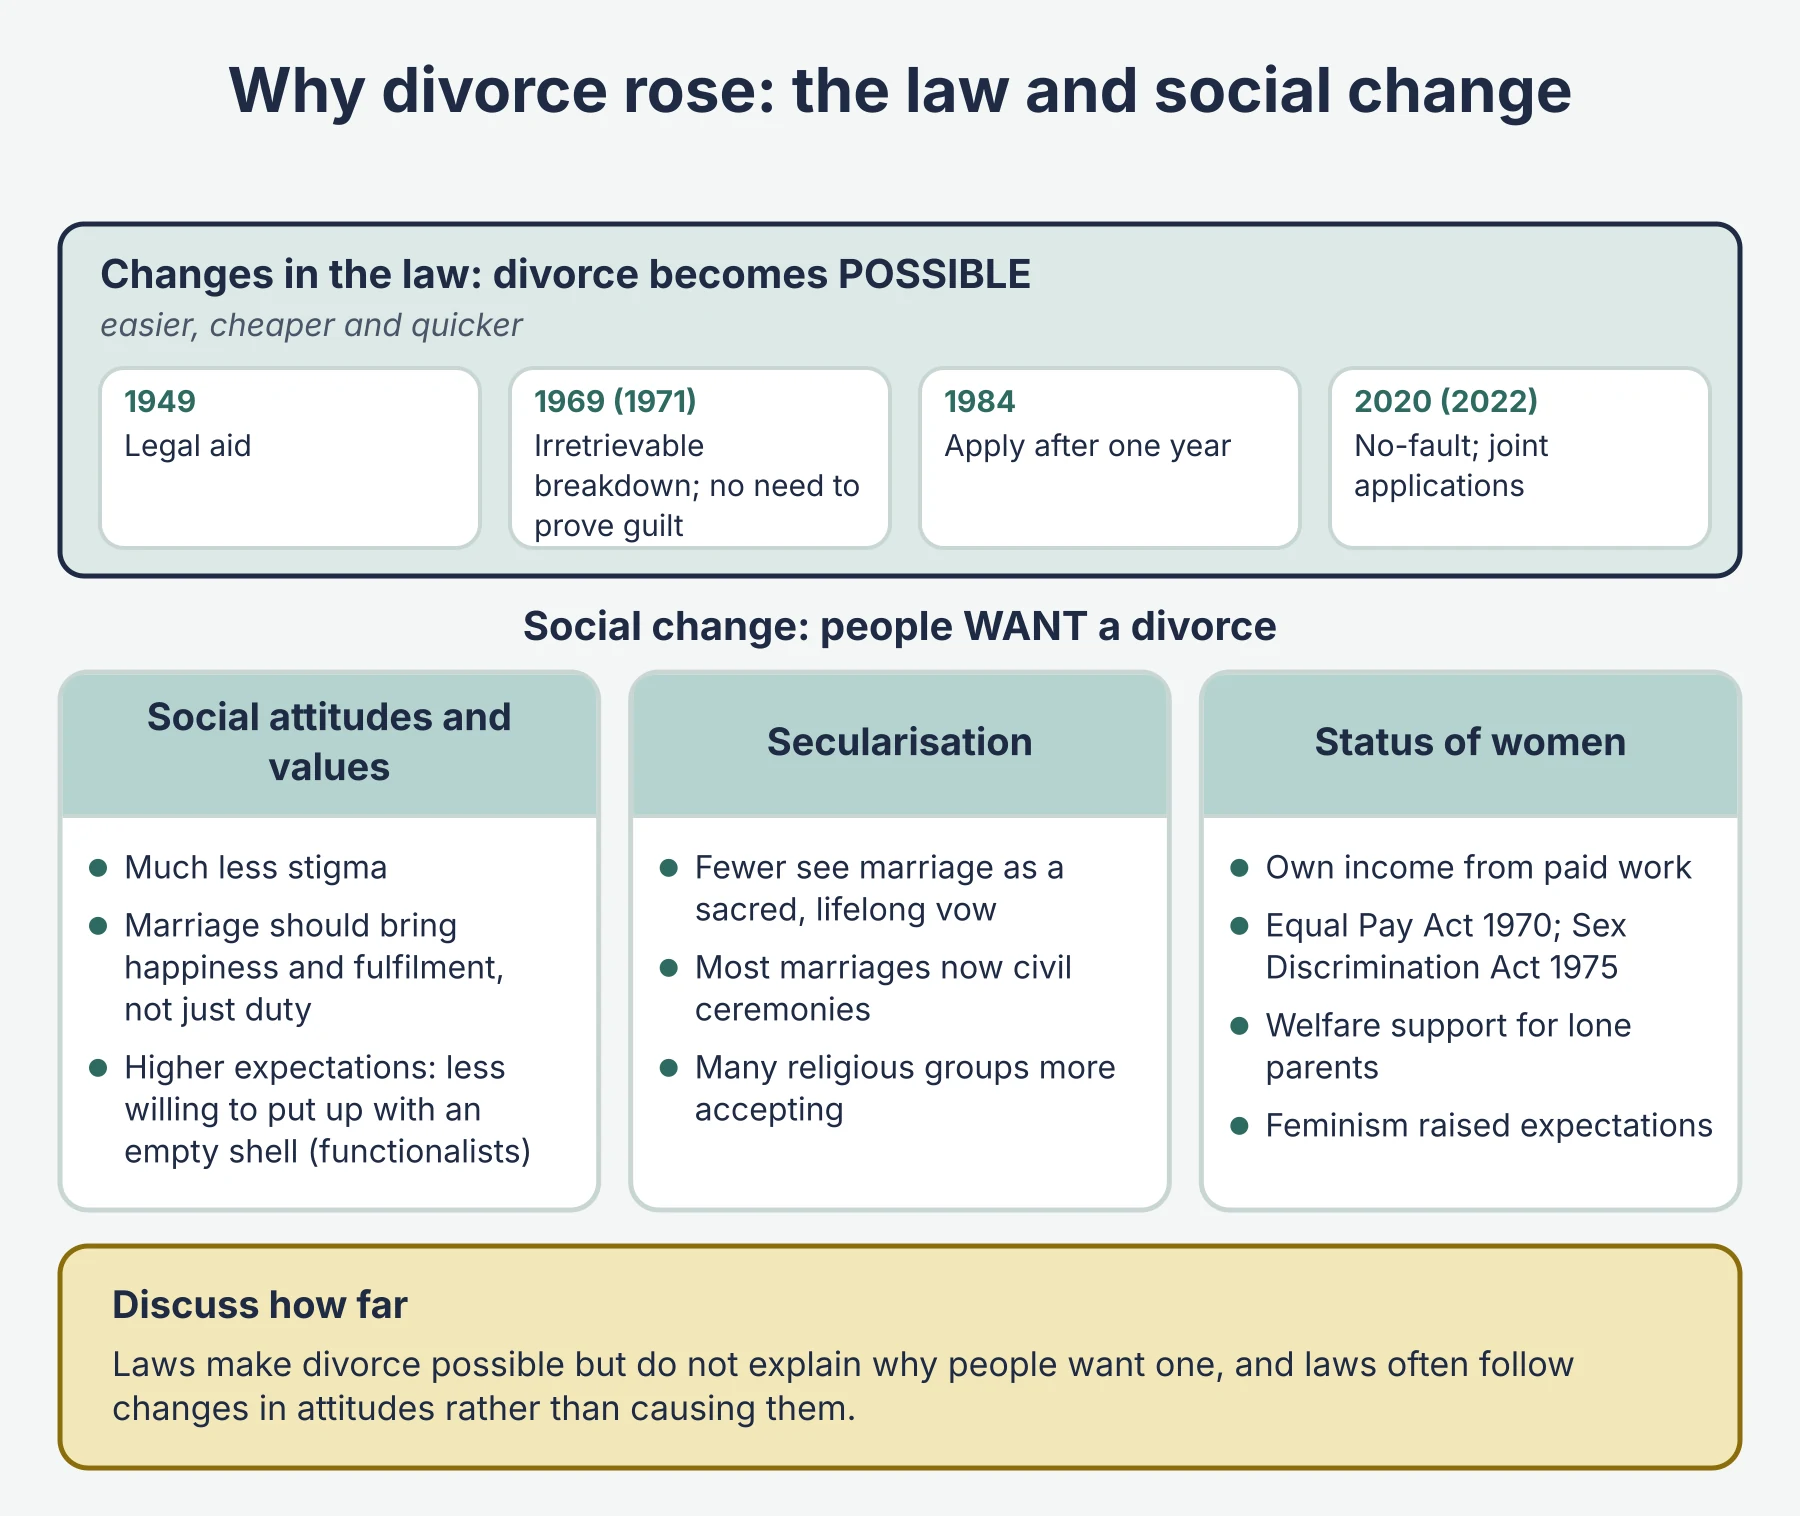 Why divorce rose: the law and social change
Changes in the law: divorce becomes POSSIBLE
easier, cheaper and quicker
1949
Legal aid
1969 (1971)
Irretrievable
breakdown; no need to
prove guilt
1984
Apply after one year
2020 (2022)
No-fault; joint
applications
Social change: people WANT a divorce
Social attitudes and
values
Much less stigma
Marriage should bring
happiness and fulfilment,
not just duty
Higher expectations: less
willing to put up with an
empty shell (functionalists)
Secularisation
Fewer see marriage as a
sacred, lifelong vow
Most marriages now civil
ceremonies
Many religious groups more
accepting
Status of women
Own income from paid work
Equal Pay Act 1970; Sex
Discrimination Act 1975
Welfare support for lone
parents
Feminism raised expectations
Discuss how far
Laws make divorce possible but do not explain why people want one, and laws often follow
changes in attitudes rather than causing them.